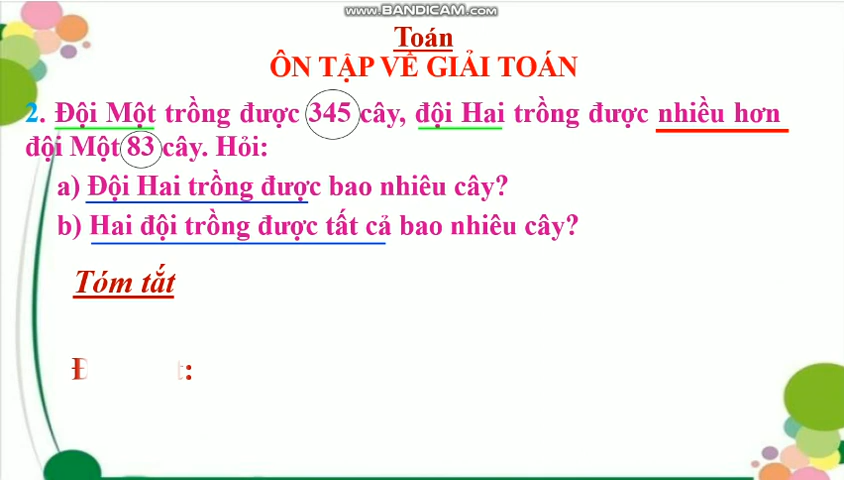 www.BANDICAM.com
Toán
ÔN TẬP VỀ GIẢI TOÁN
2. Đội Một trồng được 345 cây, đội Hai trồng được nhiều hơn
đội Một 83 cây. Hỏi:
a) Đội Hai trồng được bao nhiêu cây?
b) Hai đội trồng được tất cả bao nhiêu cây?
Tóm tắt